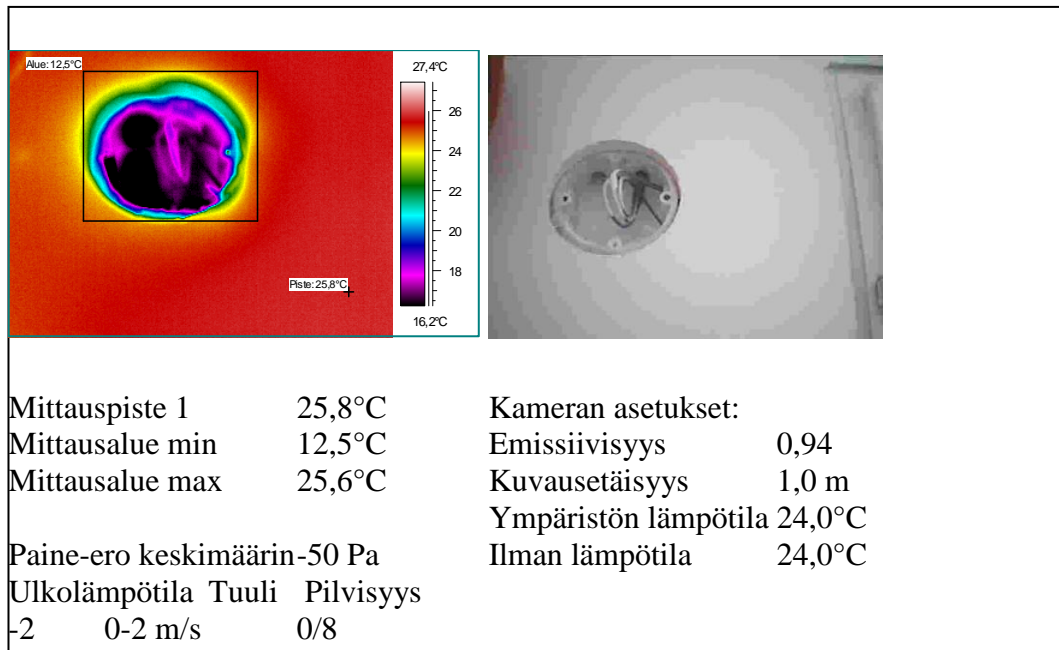 Alue: 12,5°C
27,4°C
26
24
22
20
18
16,2°C
Piste: 25,8°C
Mittauspiste 1 25,8°C
Mittausalue min 12,5°C
Mittausalue max 25,6°C
Paine-ero keskimäärin-50 Pa
Ulkolämpötila Tuuli Pilvisyys
-2 0-2 m/s 0/8
Kameran asetukset:
Emissiivisyys 0,94
Kuvausetäisyys 1,0 m
Ympäristön lämpötila 24,0°C
Ilman lämpötila 24,0°C